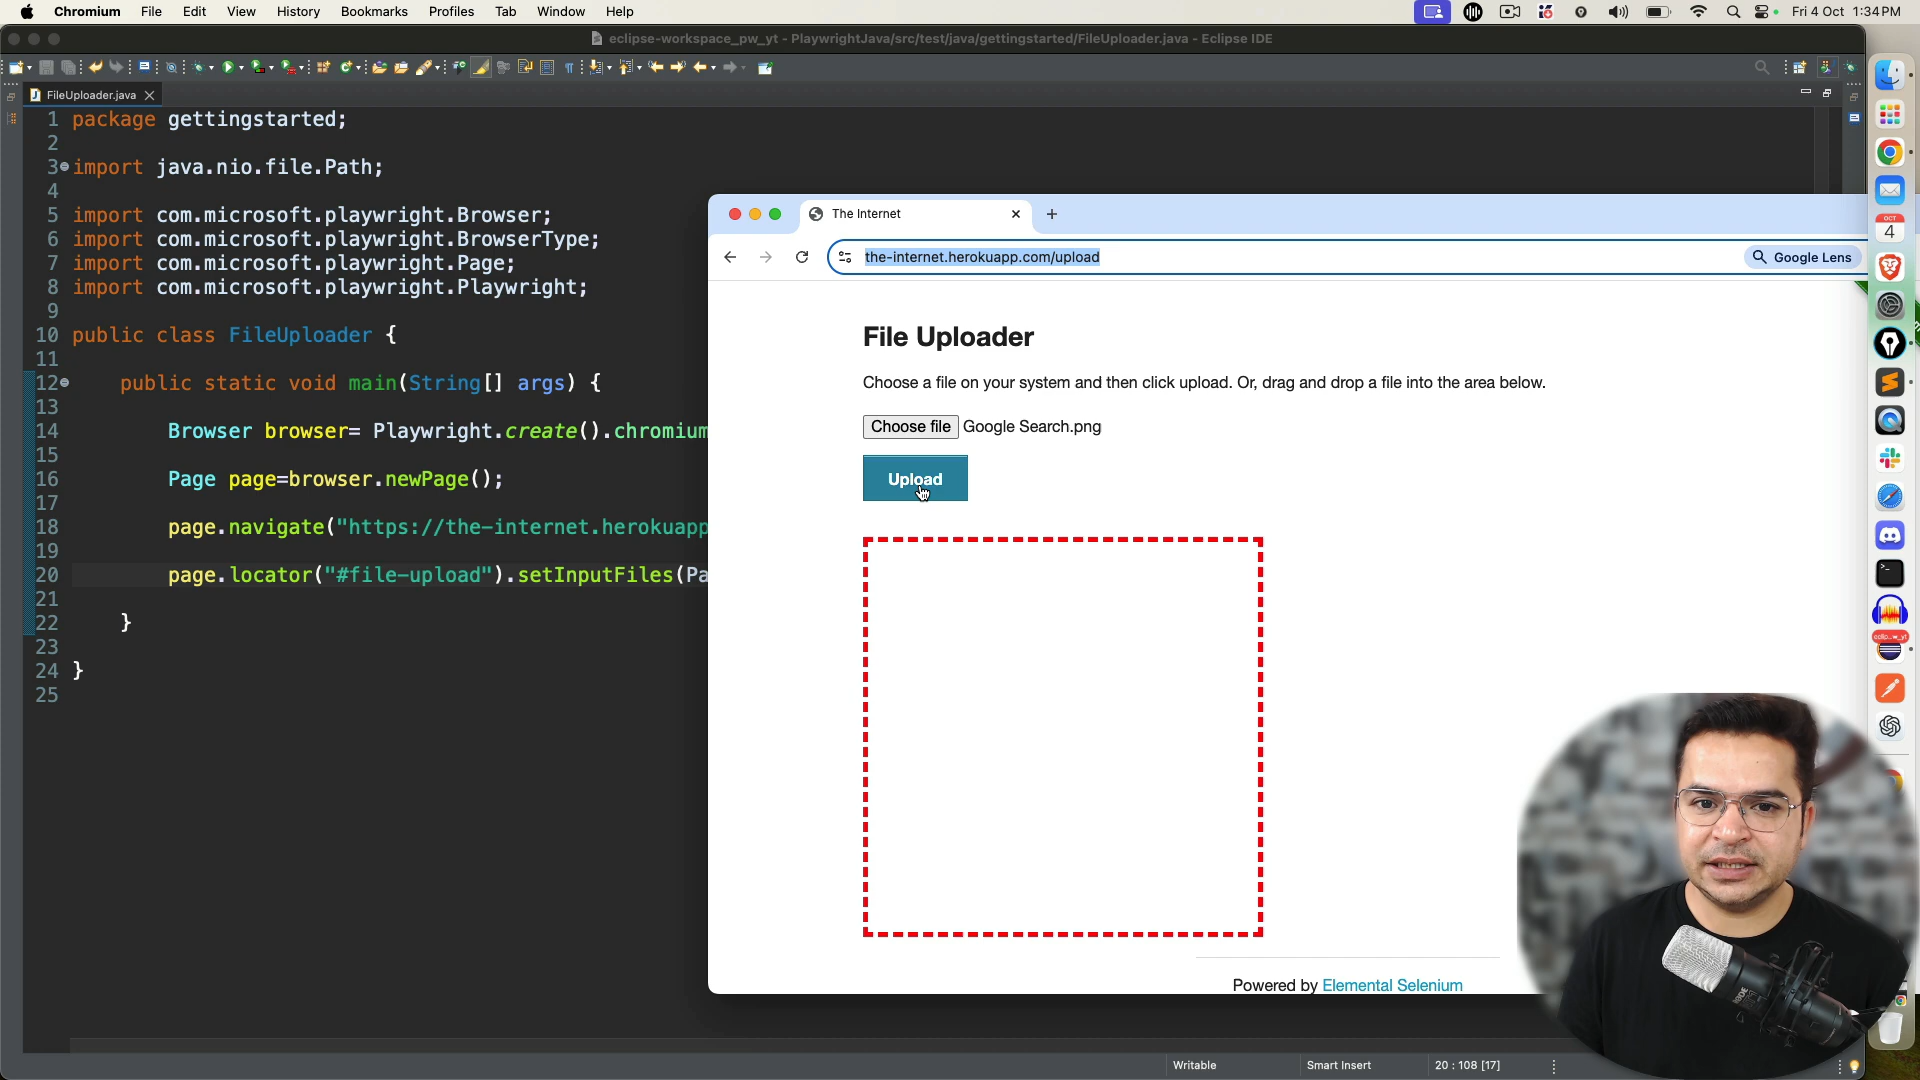 Chromium File Edit View History Bookmarks Profiles Tab Window Help Fri 4 Oct 1:34 PM
eclipse-workspace_pw_yt - PlaywrightJava/src/test/java/gettingstarted/FileUploader.java - Eclipse IDE
FileUploader.java
1 package gettingstarted;
2
3 import java.nio.file.Path;
4
5 import com.microsoft.playwright.Browser;
6 import com.microsoft.playwright.BrowserType;
7 import com.microsoft.playwright.Page;
8 import com.microsoft.playwright.Playwright;
9
10 public class FileUploader {
11
12 public static void main(String[] args) {
13
14 Browser browser= Playwright.create().chromium
15
16 Page page=browser.newPage();
17
18 page.navigate("https://the-internet.herokuapp
19
20 page.locator("#file-upload").setInputFiles(Pa
21
22 }
23
24 }
25
The Internet
the-internet.herokuapp.com/upload
Google Lens
File Uploader
Choose a file on your system and then click upload. Or, drag and drop a file into the area below.
Choose file Google Search.png
Upload
Powered by Elemental Selenium
OCT
4
Writable Smart Insert 20 : 108 [17]